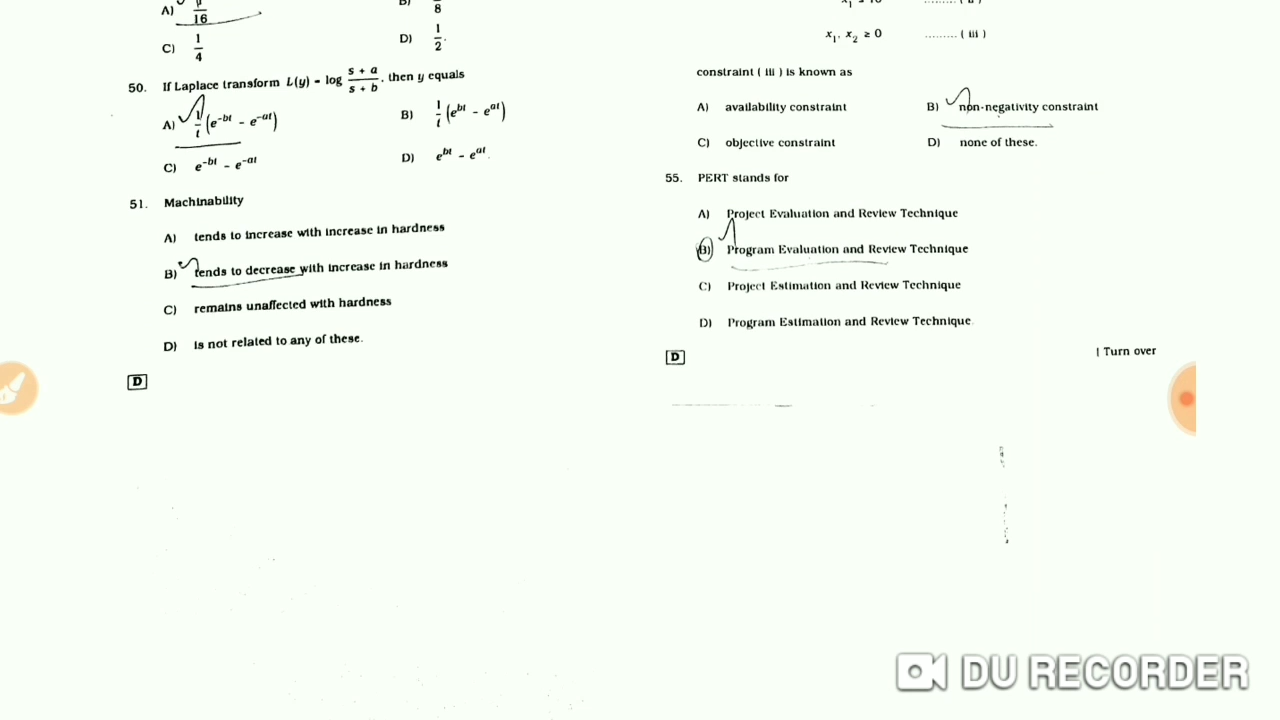 A) p/16
B) 8
C) 1/4
D) 1/2.
50. If Laplace transform L(y) = log (s + a)/(s + b), then y equals
A) 1/t (e^-bt – e^-at)
B) 1/t (e^bt – e^at)
C) e^-bt – e^-at
D) e^bt – e^at.
51. Machinability
A) tends to increase with increase in hardness
B) tends to decrease with increase in hardness
C) remains unaffected with hardness
D) is not related to any of these.
D
x1, x2 ≥ 0 ......... ( iii )
constraint ( iii ) is known as
A) availability constraint
B) non-negativity constraint
C) objective constraint
D) none of these.
55. PERT stands for
A) Project Evaluation and Review Technique
B) Program Evaluation and Review Technique
C) Project Estimation and Review Technique
D) Program Estimation and Review Technique
D
[ Turn over
DU RECORDER